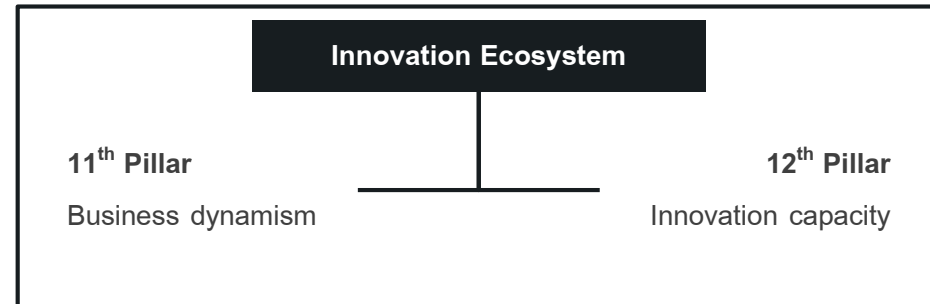 Innovation Ecosystem
11th Pillar
Business dynamism
12th Pillar
Innovation capacity